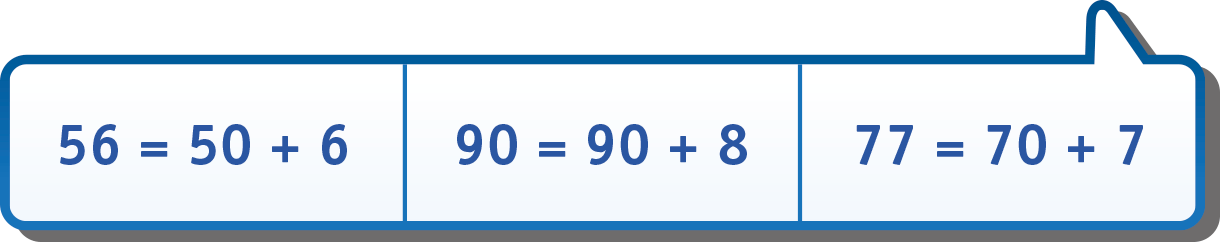 56 = 50 + 6
90 = 90 + 8
77 = 70 + 7